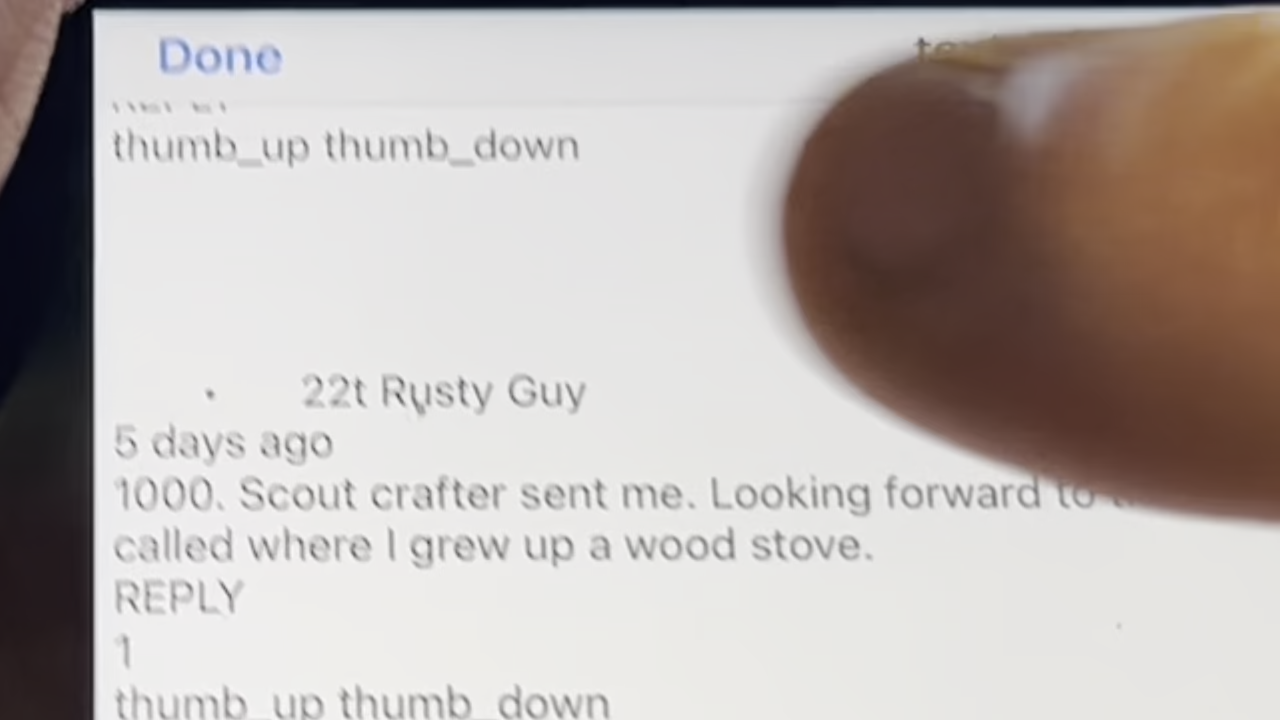 Done
thumb_up thumb_down
• 22t Rusty Guy
5 days ago
1000. Scout crafter sent me. Looking forward to
called where I grew up a wood stove.
REPLY
1
thumb_up thumb_down